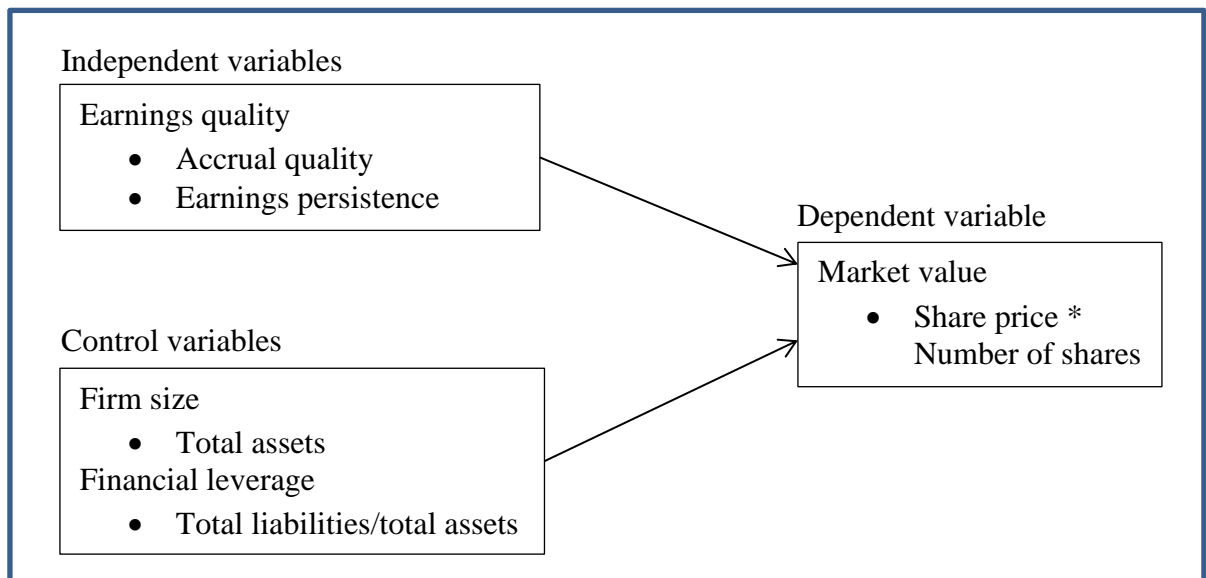 Independent variables
Earnings quality
• Accrual quality
• Earnings persistence
Dependent variable
Market value
• Share price *
Number of shares
Control variables
Firm size
• Total assets
Financial leverage
• Total liabilities/total assets